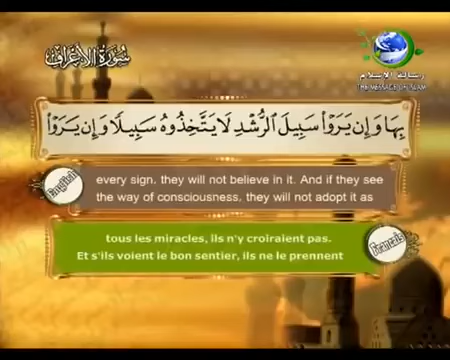 سورة الأعراف
رسالة الإسلام
THE MESSAGE OF ISLAM
بِهَا وَإِن يَرَوْا۟ سَبِيلَ ٱلرُّشْدِ لَا يَتَّخِذُوهُ سَبِيلًا وَإِن يَرَوْا۟
English
every sign, they will not believe in it. And if they see
the way of consciousness, they will not adopt it as
tous les miracles, ils n'y croiraient pas.
Et s'ils voient le bon sentier, ils ne le prennent
Français